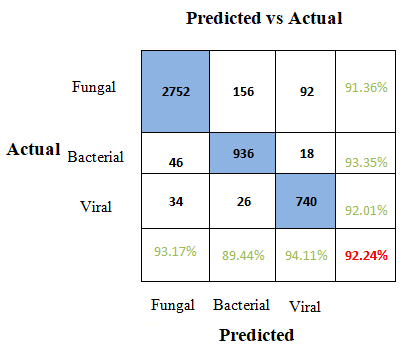 Predicted vs Actual
Fungal 2752 156 92 91.36%
Actual
Bacterial 46 936 18 93.35%
Viral 34 26 740 92.01%
93.17% 89.44% 94.11% 92.24%
Fungal Bacterial Viral
Predicted